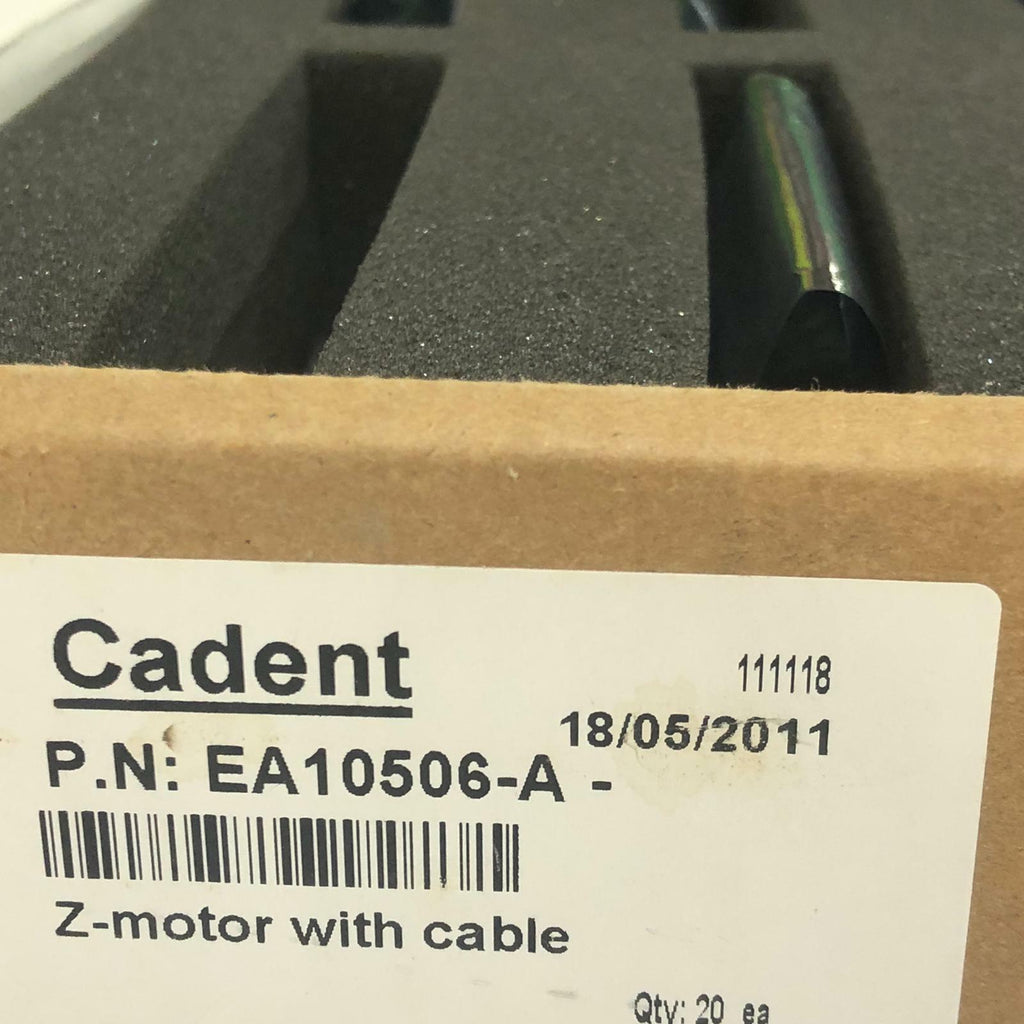 Cadent
111118
18/05/2011
P.N: EA10506-A -
Z-motor with cable
Qty: 20 ea